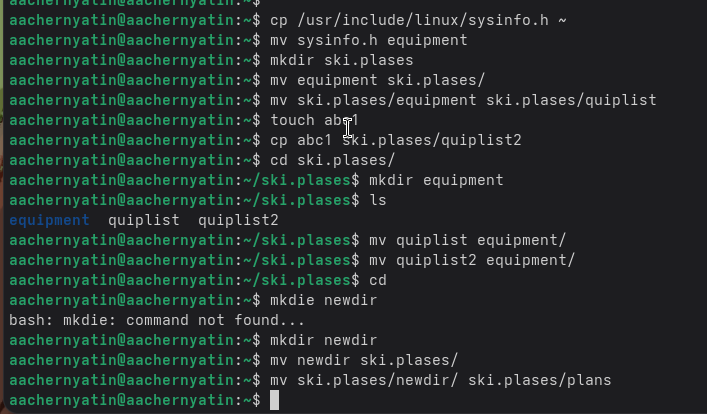 aachernyatin@aachernyatin:~$ cp /usr/include/linux/sysinfo.h ~
aachernyatin@aachernyatin:~$ mv sysinfo.h equipment
aachernyatin@aachernyatin:~$ mkdir ski.plases
aachernyatin@aachernyatin:~$ mv equipment ski.plases/
aachernyatin@aachernyatin:~$ mv ski.plases/equipment ski.plases/quiplist
aachernyatin@aachernyatin:~$ touch abc1
aachernyatin@aachernyatin:~$ cp abc1 ski.plases/quiplist2
aachernyatin@aachernyatin:~$ cd ski.plases/
aachernyatin@aachernyatin:~/ski.plases$ mkdir equipment
aachernyatin@aachernyatin:~/ski.plases$ ls
equipment quiplist quiplist2
aachernyatin@aachernyatin:~/ski.plases$ mv quiplist equipment/
aachernyatin@aachernyatin:~/ski.plases$ mv quiplist2 equipment/
aachernyatin@aachernyatin:~/ski.plases$ cd
aachernyatin@aachernyatin:~$ mkdie newdir
bash: mkdie: command not found...
aachernyatin@aachernyatin:~$ mkdir newdir
aachernyatin@aachernyatin:~$ mv newdir ski.plases/
aachernyatin@aachernyatin:~$ mv ski.plases/newdir/ ski.plases/plans
aachernyatin@aachernyatin:~$